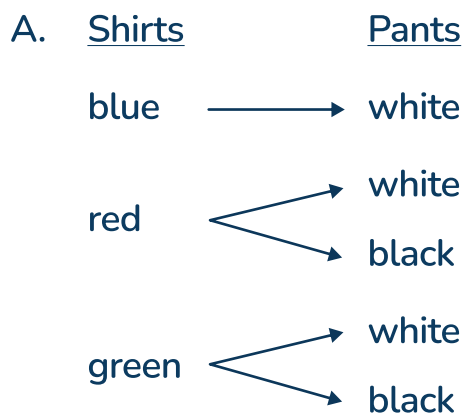 A. Shirts Pants
blue white
white
red
black
white
green
black